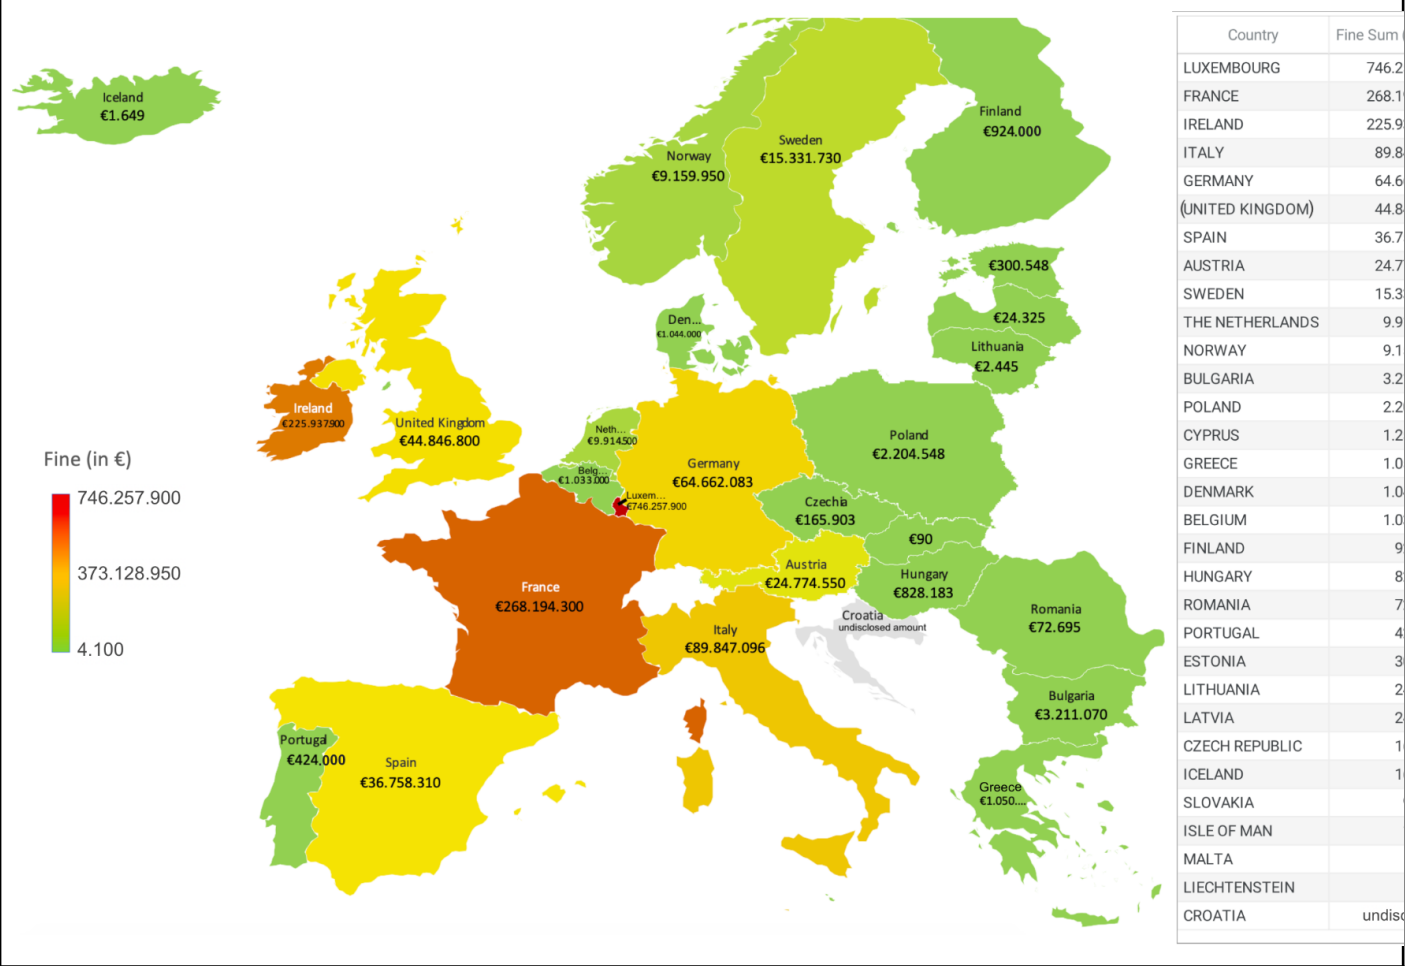 Iceland
€1.649
Finland
€924.000
Sweden
€15.331.730
Norway
€9.159.950
€300.548
€24.325
Lithuania
€2.445
Den...
€1.044.000
Ireland
€225.937.900
United Kingdom
€44.846.800
Neth...
€9.914.500
Belg...
€1.033.000
Luxem...
€746.257.900
Germany
€64.662.083
Poland
€2.204.548
Czechia
€165.903
€90
Austria
€24.774.550
Hungary
€828.183
France
€268.194.300
Croatia
undisclosed amount
Italy
€89.847.096
Romania
€72.695
Bulgaria
€3.211.070
Portugal
€424.000
Spain
€36.758.310
Greece
€1.050....
Fine (in €)
746.257.900
373.128.950
4.100
Country Fine Sum (
LUXEMBOURG 746.2
FRANCE 268.1
IRELAND 225.9
ITALY 89.8
GERMANY 64.6
(UNITED KINGDOM) 44.8
SPAIN 36.7
AUSTRIA 24.7
SWEDEN 15.3
THE NETHERLANDS 9.9
NORWAY 9.1
BULGARIA 3.2
POLAND 2.2
CYPRUS 1.2
GREECE 1.0
DENMARK 1.0
BELGIUM 1.0
FINLAND 9
HUNGARY 8
ROMANIA 7
PORTUGAL 4
ESTONIA 3
LITHUANIA 2
LATVIA 2
CZECH REPUBLIC 1
ICELAND 1
SLOVAKIA
ISLE OF MAN
MALTA
LIECHTENSTEIN
CROATIA undisc